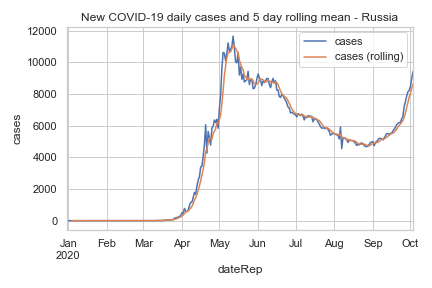 New COVID-19 daily cases and 5 day rolling mean - Russia
12000
10000
8000
6000
4000
2000
0
cases
cases
cases (rolling)
Jan Feb Mar Apr May Jun Jul Aug Sep Oct
2020
dateRep